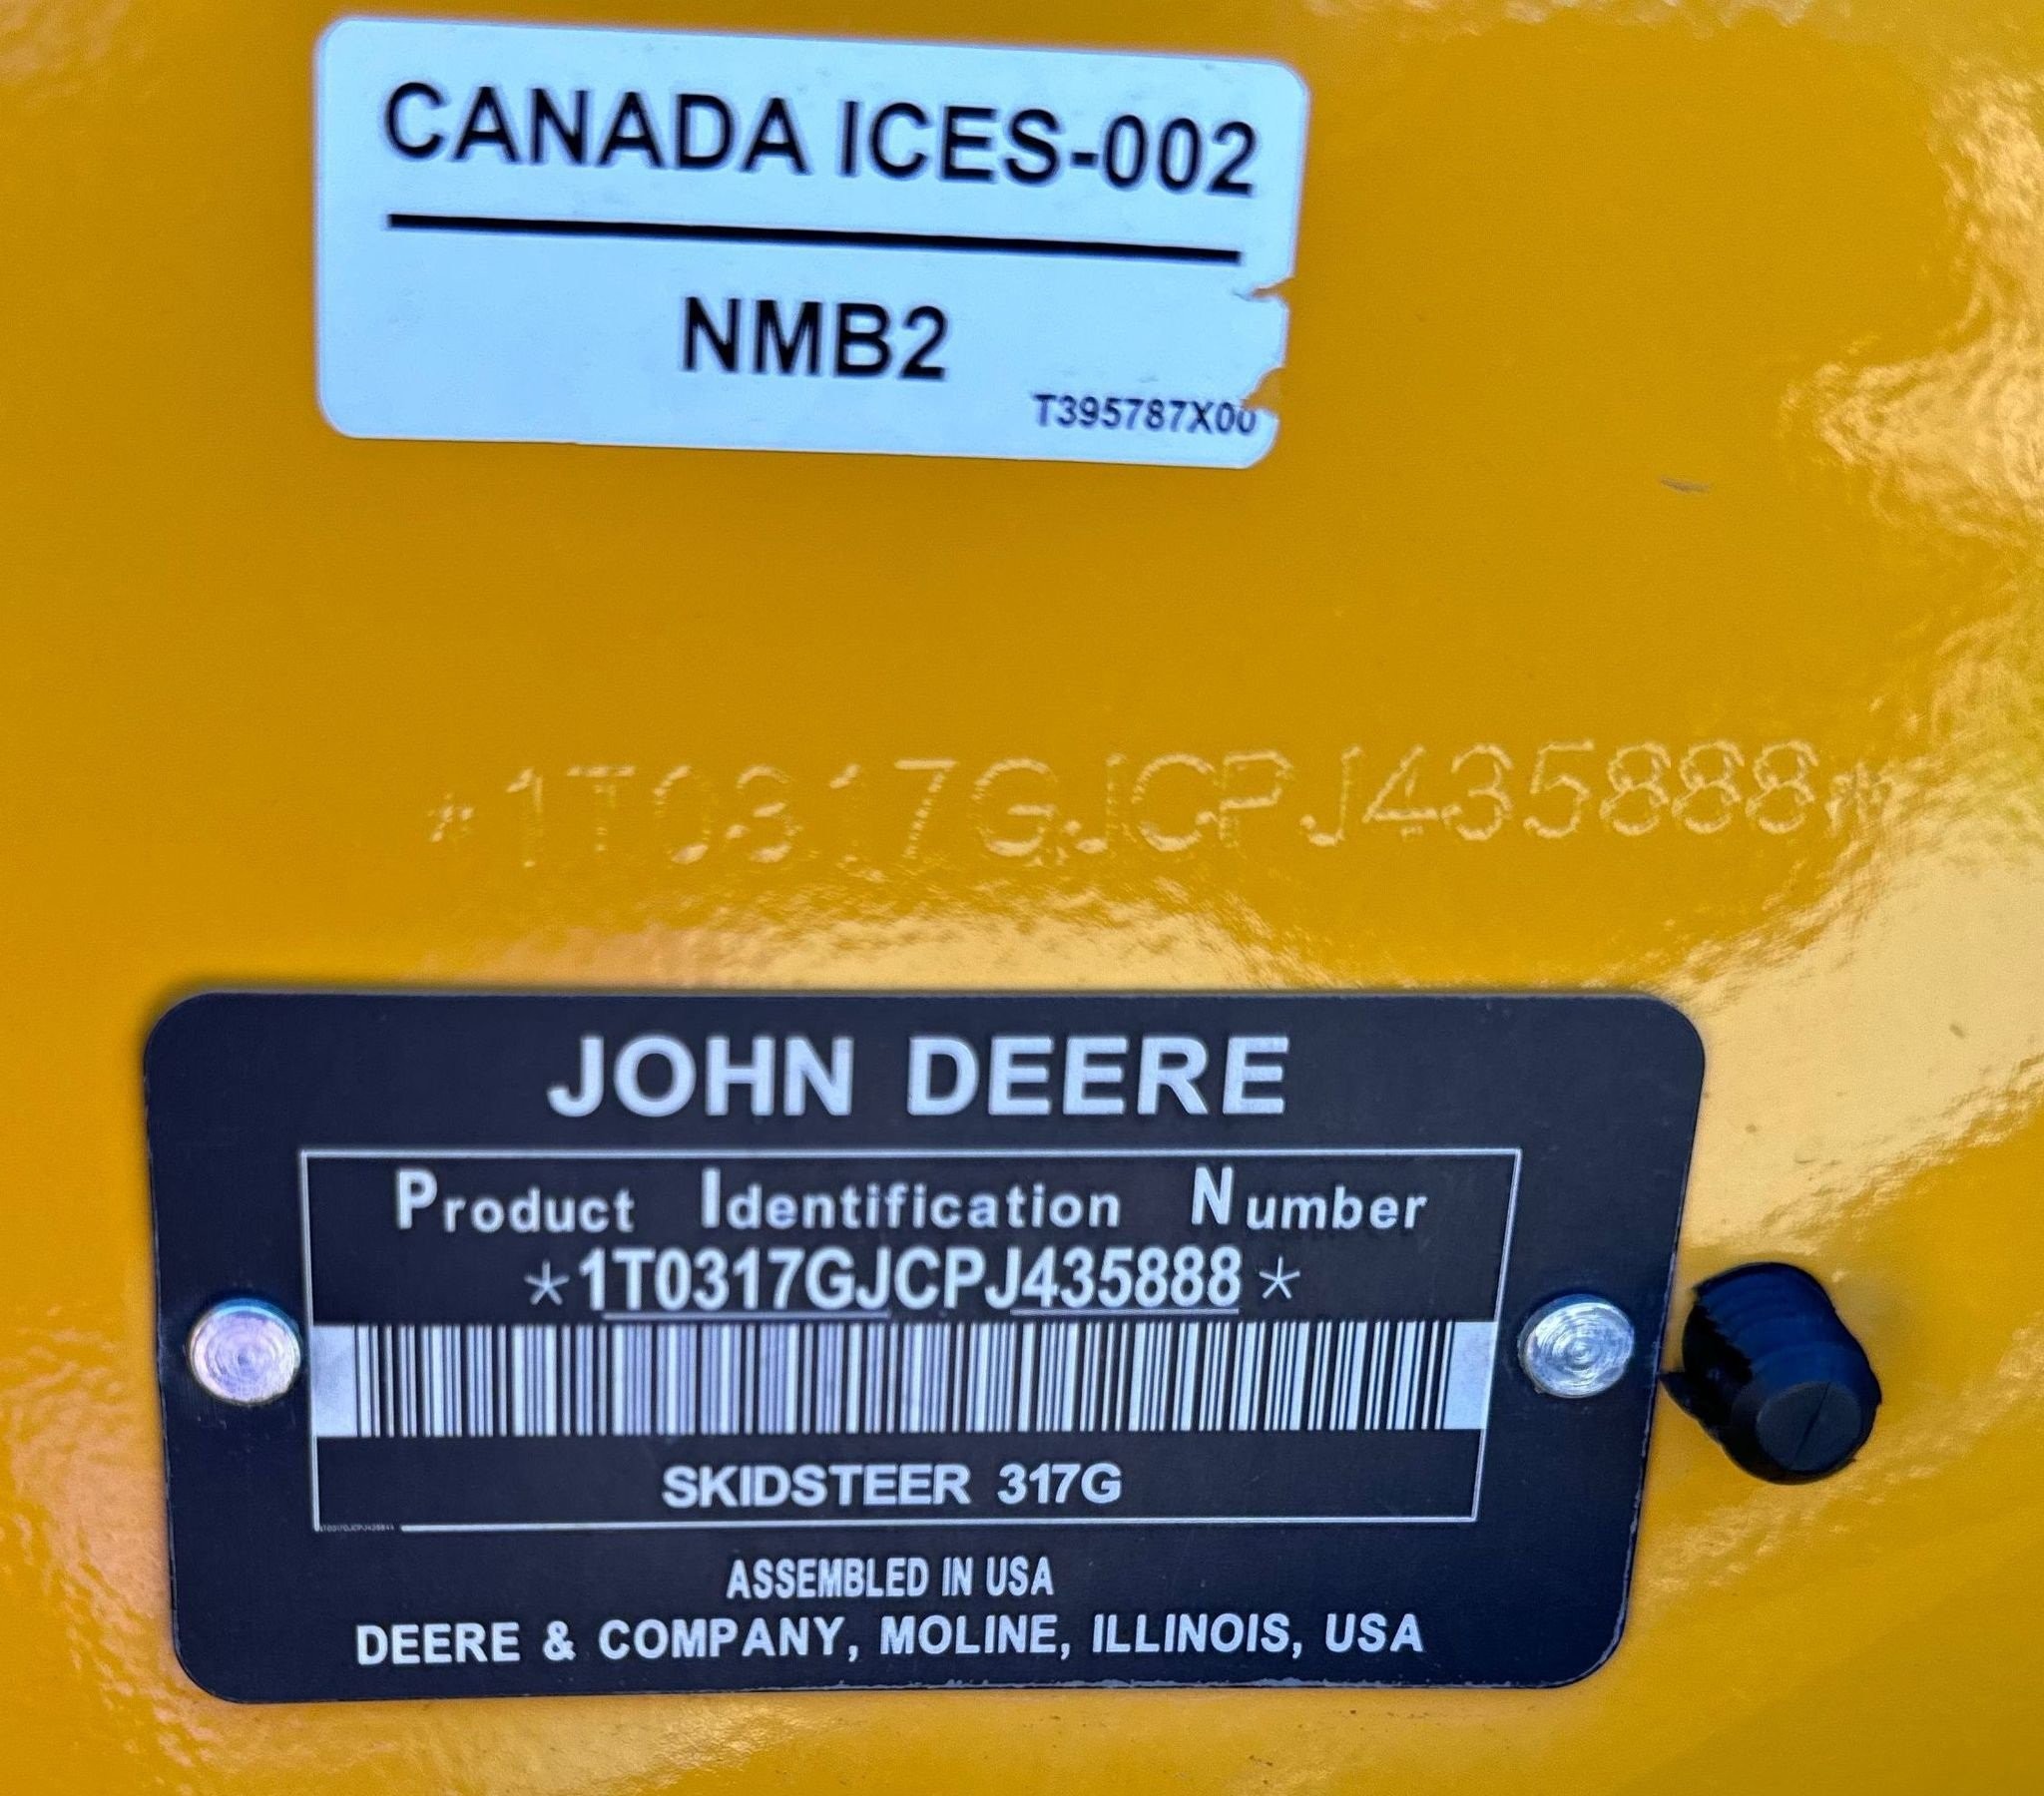 CANADA ICES-002
NMB2
T395787X00
*1T0317GJCPJ435888*
JOHN DEERE
Product Identification Number
*1T0317GJCPJ435888*
SKIDSTEER 317G
ASSEMBLED IN USA
DEERE & COMPANY, MOLINE, ILLINOIS, USA